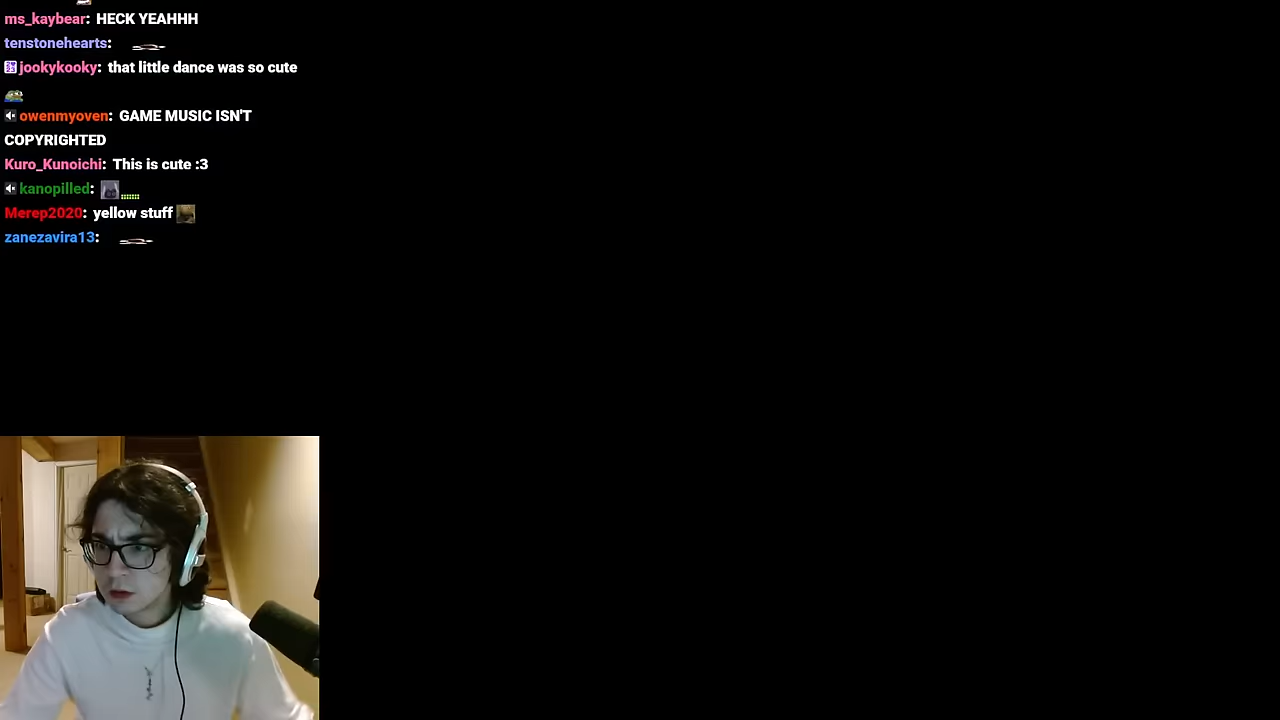 ms_kaybear: HECK YEAHHH
tenstonehearts:
jookykooky: that little dance was so cute
owenmyoven: GAME MUSIC ISN'T
COPYRIGHTED
Kuro_Kunoichi: This is cute :3
kanopilled:
Merep2020: yellow stuff
zanezavira13: